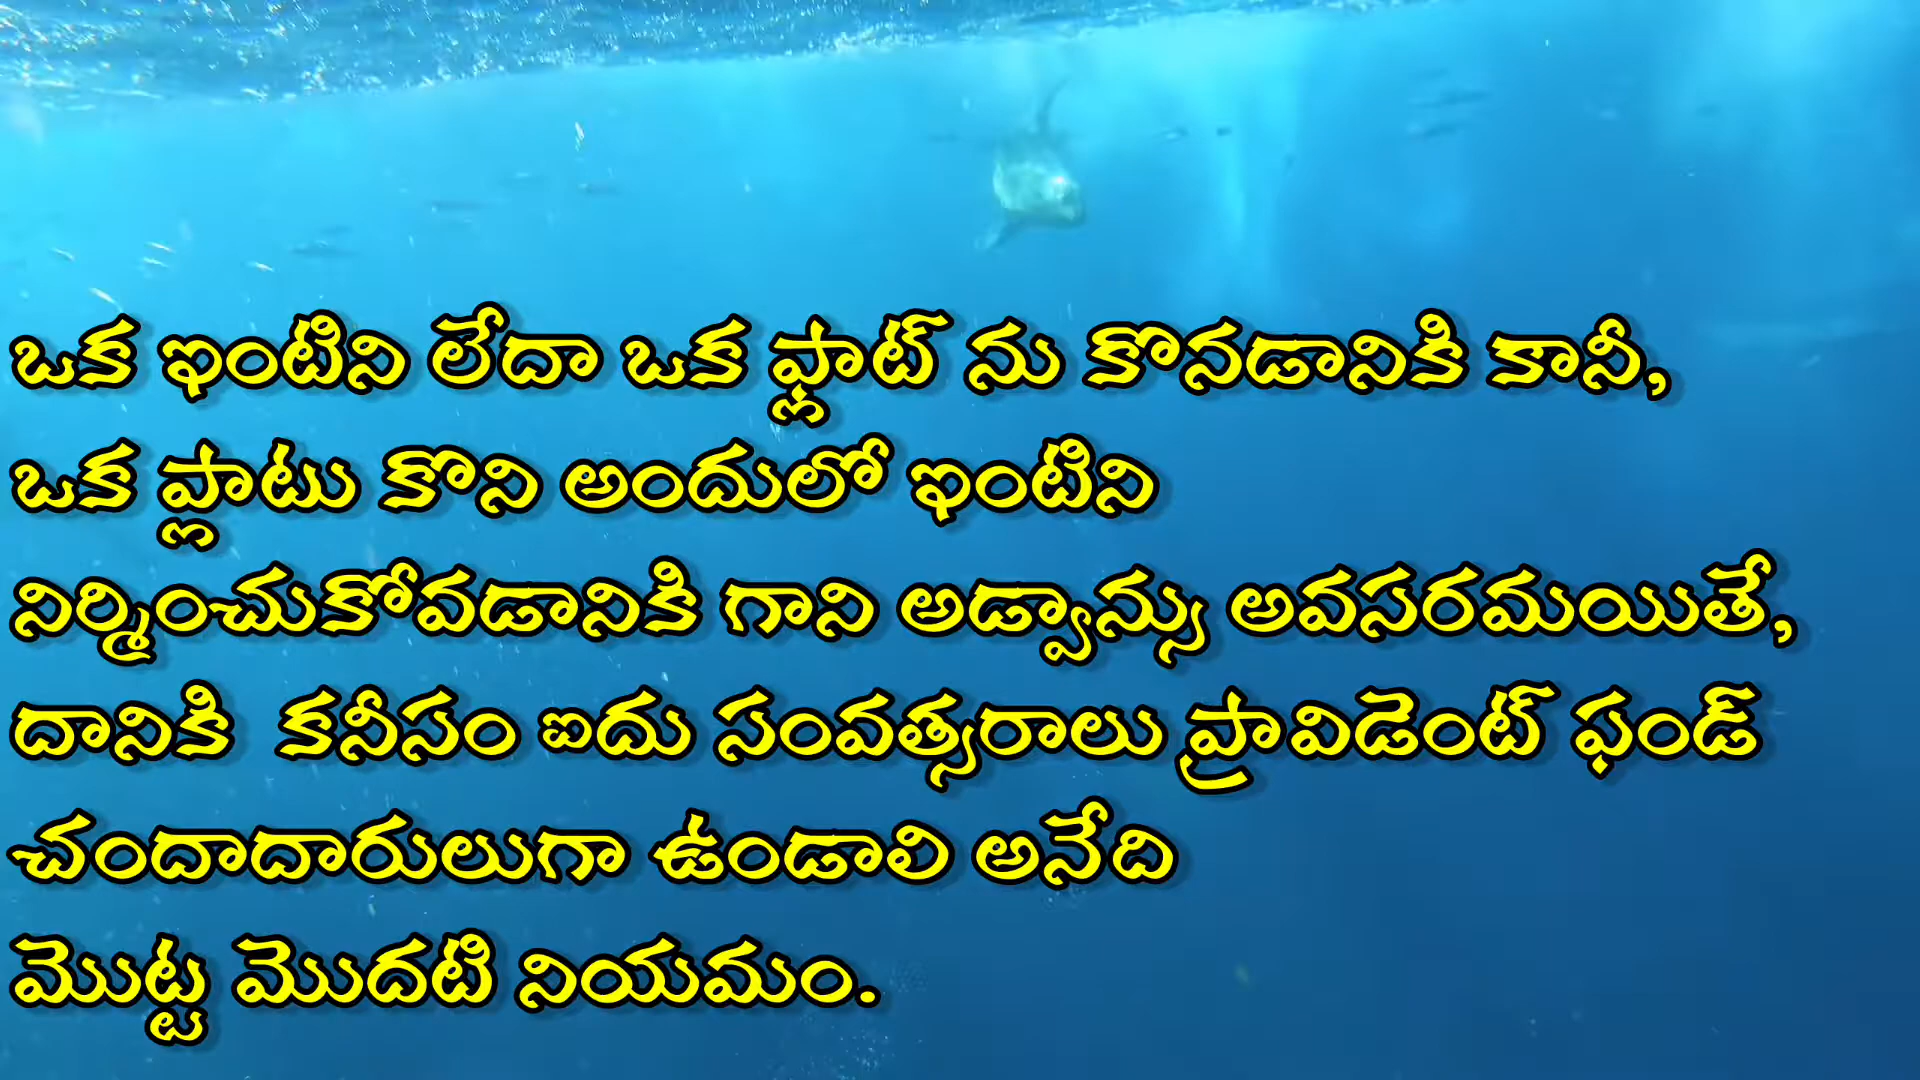 ఒక ఇంటిని లేదా ఒక ఫ్లాట్ ను కొనడానికి కానీ,
ఒక ప్లాటు కొని అందులో ఇంటిని
నిర్మించుకోవడానికి గాని అడ్వాన్సు అవసరమయితే,
దానికి  కనీసం ఐదు సంవత్సరాలు ప్రావిడెంట్ ఫండ్
చందాదారులుగా ఉండాలి అనేది
మొట్ట మొదటి నియమం.